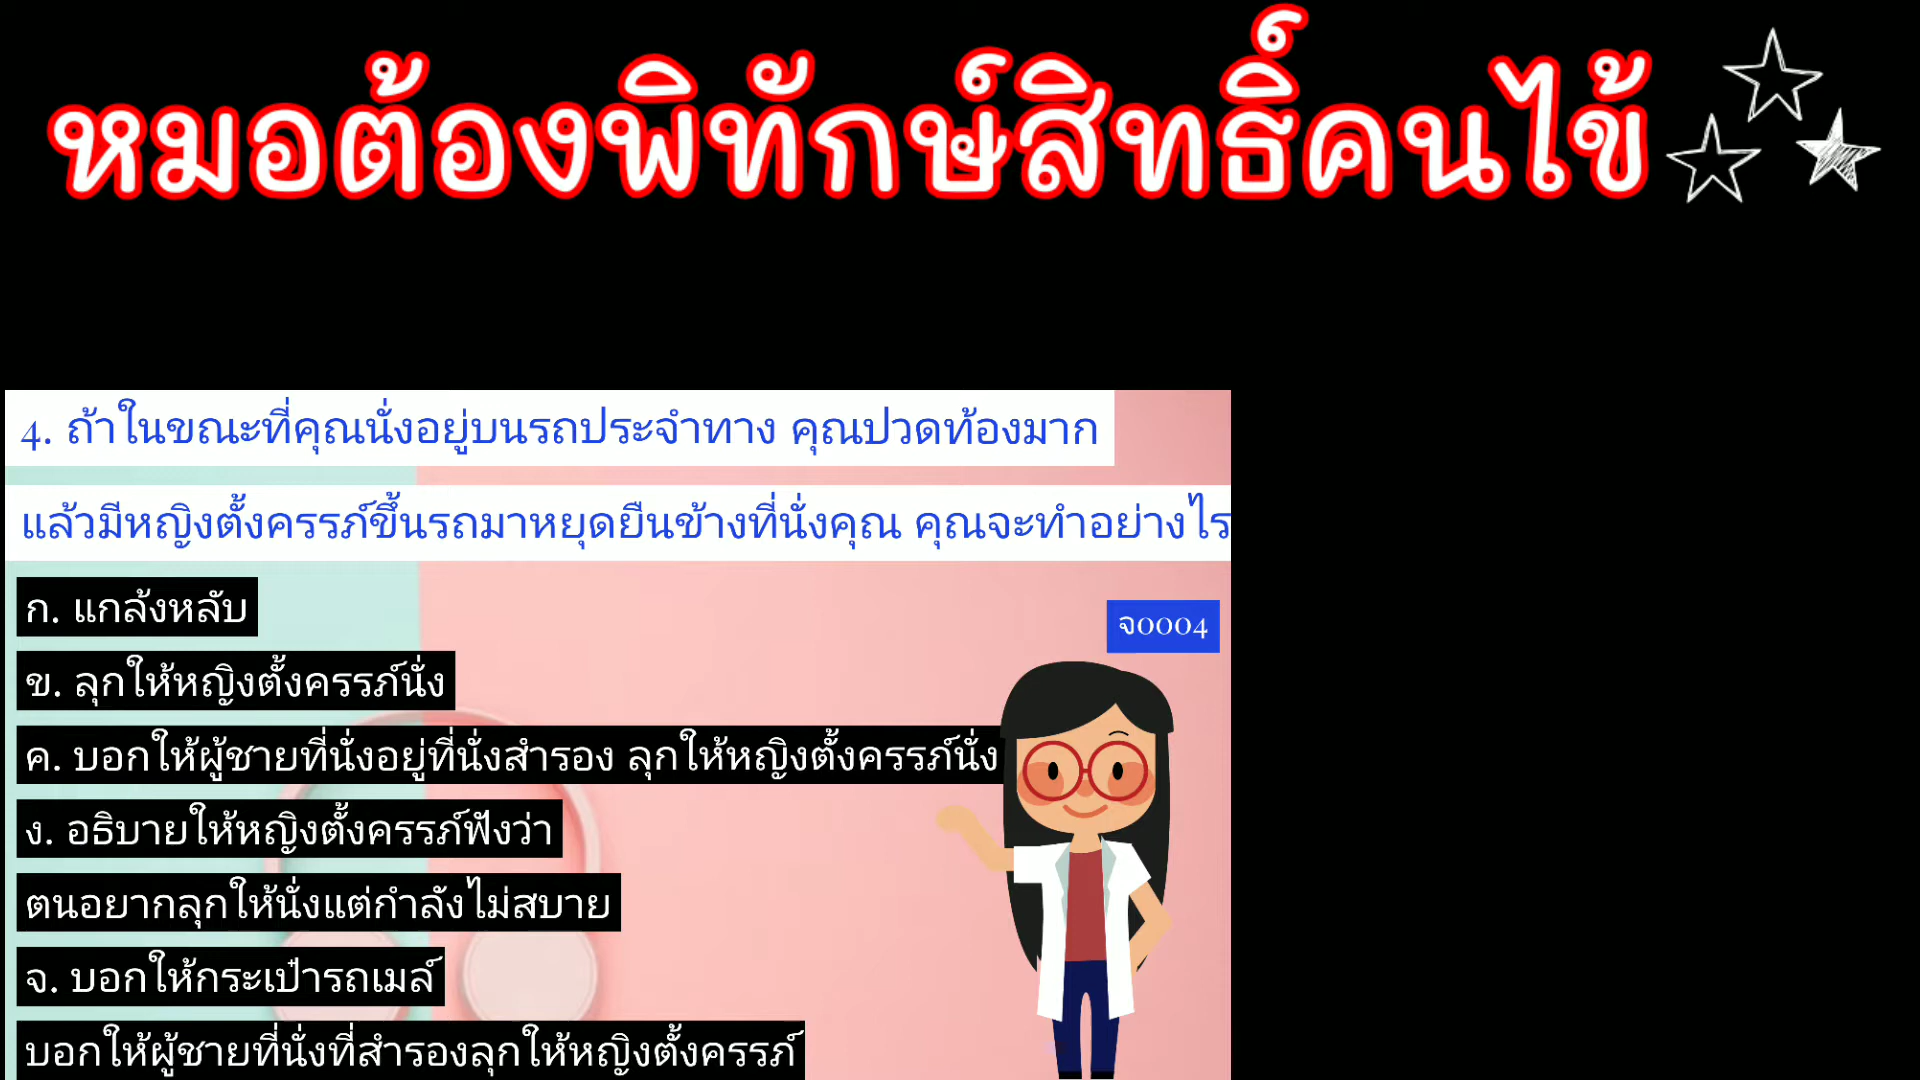 หมอต้องพิทักษ์สิทธิ์คนไข้
4. ถ้าในขณะที่คุณนั่งอยู่บนรถประจำทาง คุณปวดท้องมาก
แล้วมีหญิงตั้งครรภ์ขึ้นรถมาหยุดยืนข้างที่นั่งคุณ คุณจะทำอย่างไร
ก. แกล้งหลับ
จ0004
ข. ลุกให้หญิงตั้งครรภ์นั่ง
ค. บอกให้ผู้ชายที่นั่งอยู่ที่นั่งสำรอง ลุกให้หญิงตั้งครรภ์นั่ง
ง. อธิบายให้หญิงตั้งครรภ์ฟังว่า
ตนอยากลุกให้นั่งแต่กำลังไม่สบาย
จ. บอกให้กระเป๋ารถเมล์
บอกให้ผู้ชายที่นั่งที่สำรองลุกให้หญิงตั้งครรภ์